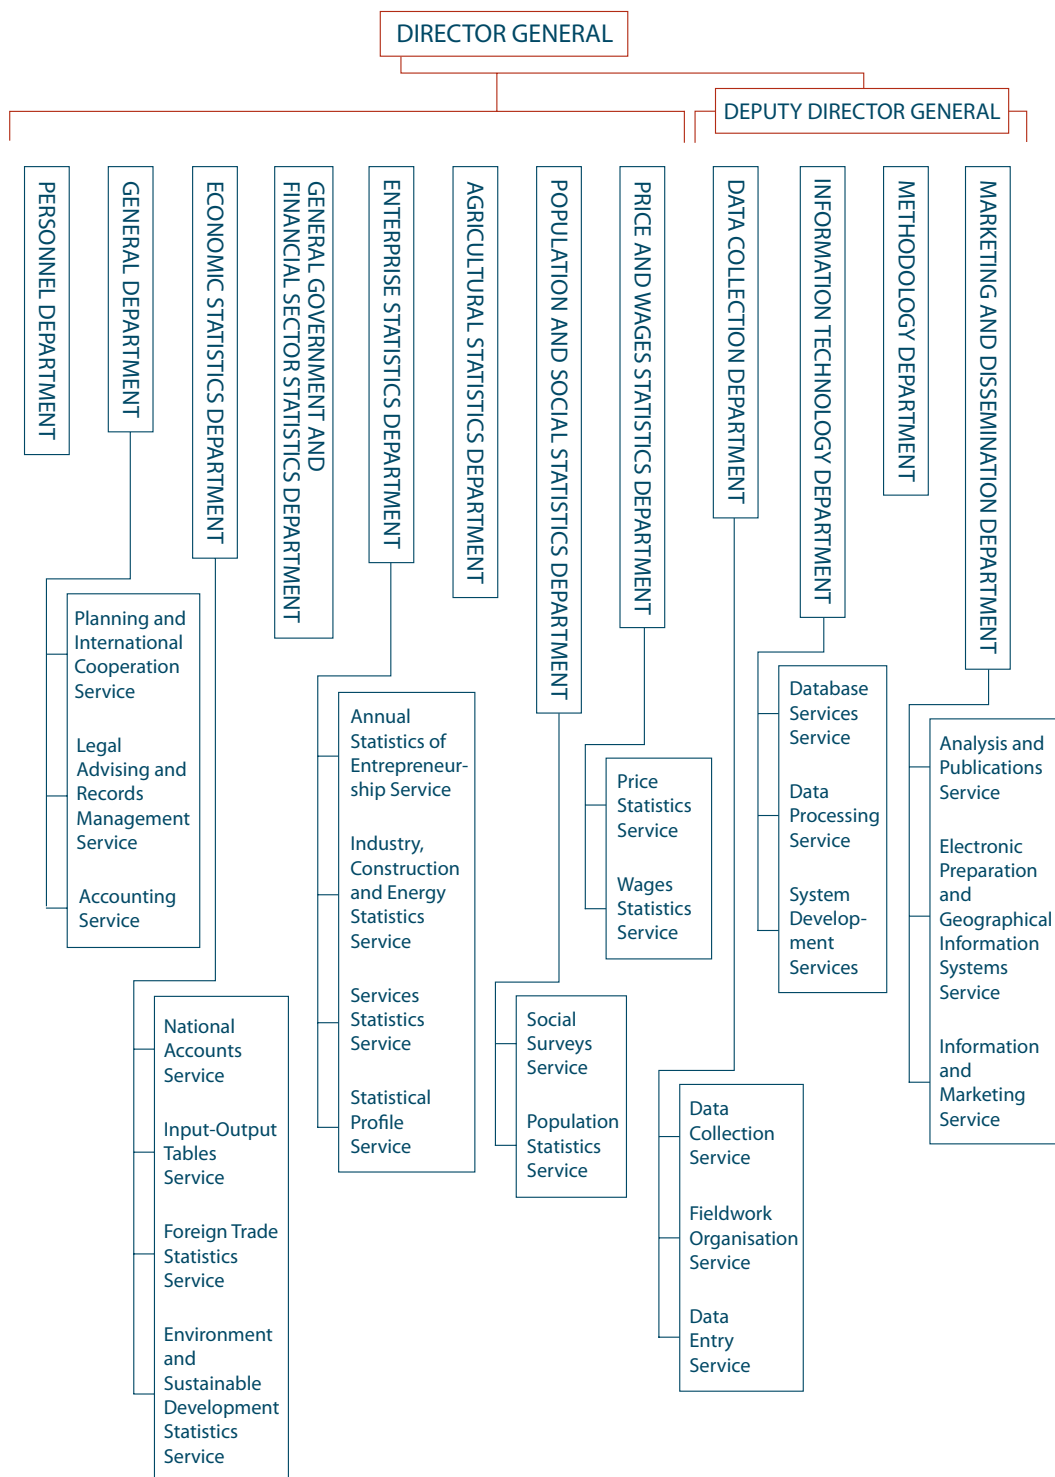 DIRECTOR GENERAL
DEPUTY DIRECTOR GENERAL
PERSONNEL DEPARTMENT
GENERAL DEPARTMENT
ECONOMIC STATISTICS DEPARTMENT
GENERAL GOVERNMENT AND
FINANCIAL SECTOR STATISTICS DEPARTMENT
ENTERPRISE STATISTICS DEPARTMENT
AGRICULTURAL STATISTICS DEPARTMENT
POPULATION AND SOCIAL STATISTICS DEPARTMENT
PRICE AND WAGES STATISTICS DEPARTMENT
DATA COLLECTION DEPARTMENT
INFORMATION TECHNOLOGY DEPARTMENT
METHODOLOGY DEPARTMENT
MARKETING AND DISSEMINATION DEPARTMENT
Planning and
International
Cooperation
Service
Legal
Advising and
Records
Management
Service
Accounting
Service
National
Accounts
Service
Input-Output
Tables
Service
Foreign Trade
Statistics
Service
Environment
and
Sustainable
Development
Statistics
Service
Annual
Statistics of
Entrepreneur-
ship Service
Industry,
Construction
and Energy
Statistics
Service
Services
Statistics
Service
Statistical
Profile
Service
Social
Surveys
Service
Population
Statistics
Service
Price
Statistics
Service
Wages
Statistics
Service
Data
Collection
Service
Fieldwork
Organisation
Service
Data
Entry
Service
Database
Services
Service
Data
Processing
Service
System
Develop-
ment
Services
Analysis and
Publications
Service
Electronic
Preparation
and
Geographical
Information
Systems
Service
Information
and
Marketing
Service